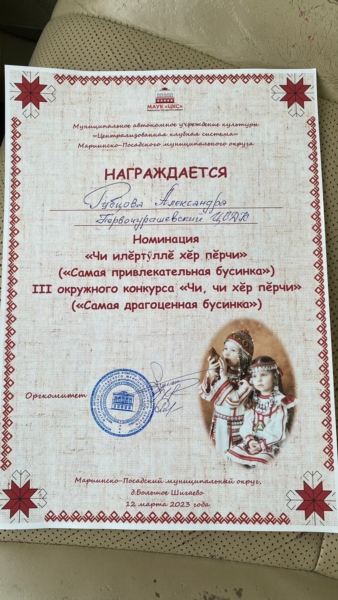 МАУК «ЦКС»
Муниципальное автономное учреждение культуры
«Централизованная клубная система»
Мариинско-Посадского муниципального округа
НАГРАЖДАЕТСЯ
Рубцова Александра
Первочурашевский ЦСДК
Номинация
«Чи илӗртӳллӗ хӗр пӗрчи»
(«Самая привлекательная бусинка»)
III окружного конкурса «Чи, чи хӗр пӗрчи»
(«Самая драгоценная бусинка»)
Оргкомитет
Мариинско-Посадский муниципальный округ,
д.Большое Шигаево
12 марта 2023 года